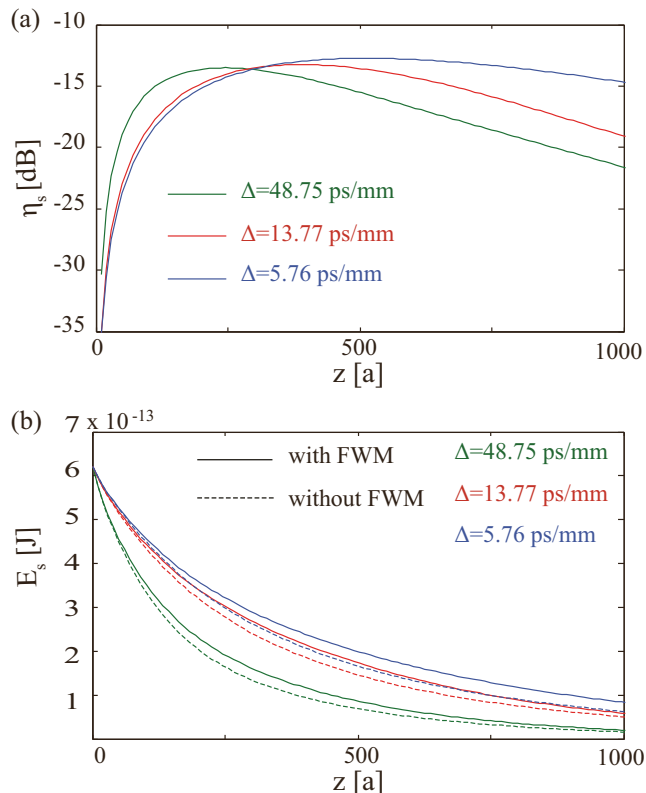 (a)
-10
-15
-20
-25
-30
-35
ηs [dB]
Δ=48.75 ps/mm
Δ=13.77 ps/mm
Δ=5.76 ps/mm
0
500
1000
z [a]
(b)
7 x 10 -13
6
5
4
3
2
1
Es [J]
with FWM
without FWM
Δ=48.75 ps/mm
Δ=13.77 ps/mm
Δ=5.76 ps/mm
0
250
500
750
1000
z [a]